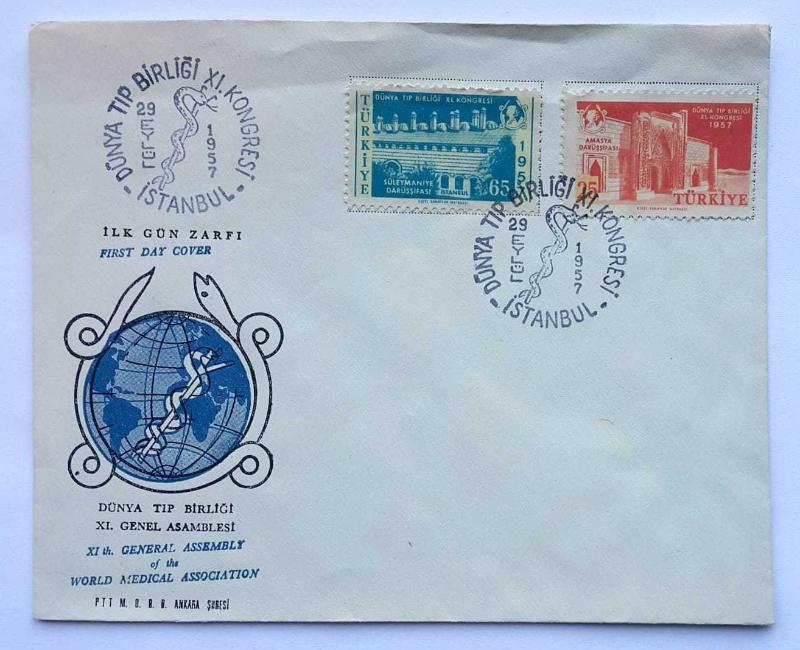 DÜNYA TIP BİRLİĞİ XI. KONGRESİ
29
EYLÜL
1957
- İSTANBUL -
İLK GÜN ZARFI
FIRST DAY COVER
DÜNYA TIP BİRLİĞİ
XI. GENEL ASAMBLESİ
XI th. GENERAL ASSEMBLY
of the
WORLD MEDICAL ASSOCIATION
ANKARA ŞUBESİ
DÜNYA TIP BİRLİĞİ XI. KONGRESİ
TÜRKİYE
195
SÜLEYMANİYE
DARÜŞŞİFASI
İSTANBUL
65
DÜNYA TIP BİRLİĞİ
XI. KONGRESİ
1957
AMASYA
DARÜŞŞİFASI
25
TÜRKİYE
DÜNYA TIP BİRLİĞİ XI. KONGRESİ
29
EYLÜL
1957
- İSTANBUL -